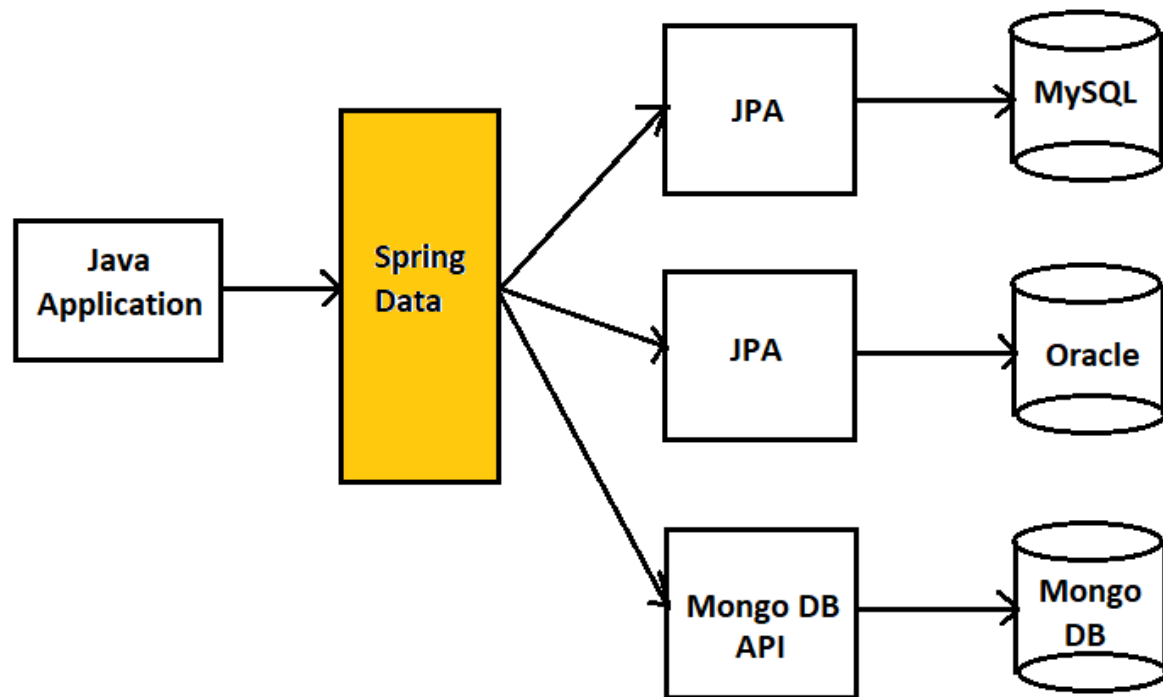 Java
Application
Spring
Data
JPA
MySQL
JPA
Oracle
Mongo DB
API
Mongo
DB